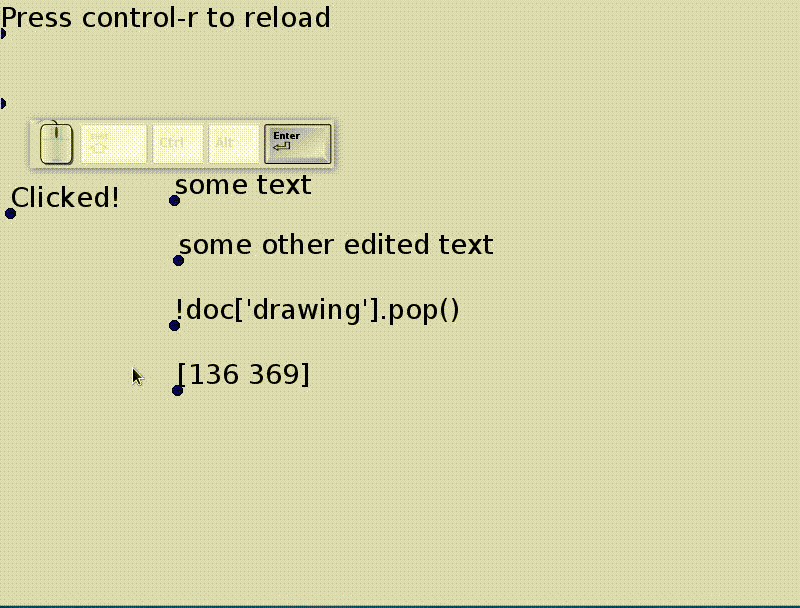 Press control-r to reload
Ctrl Alt Enter
some text
Clicked!
some other edited text
!doc['drawing'].pop()
[136 369]